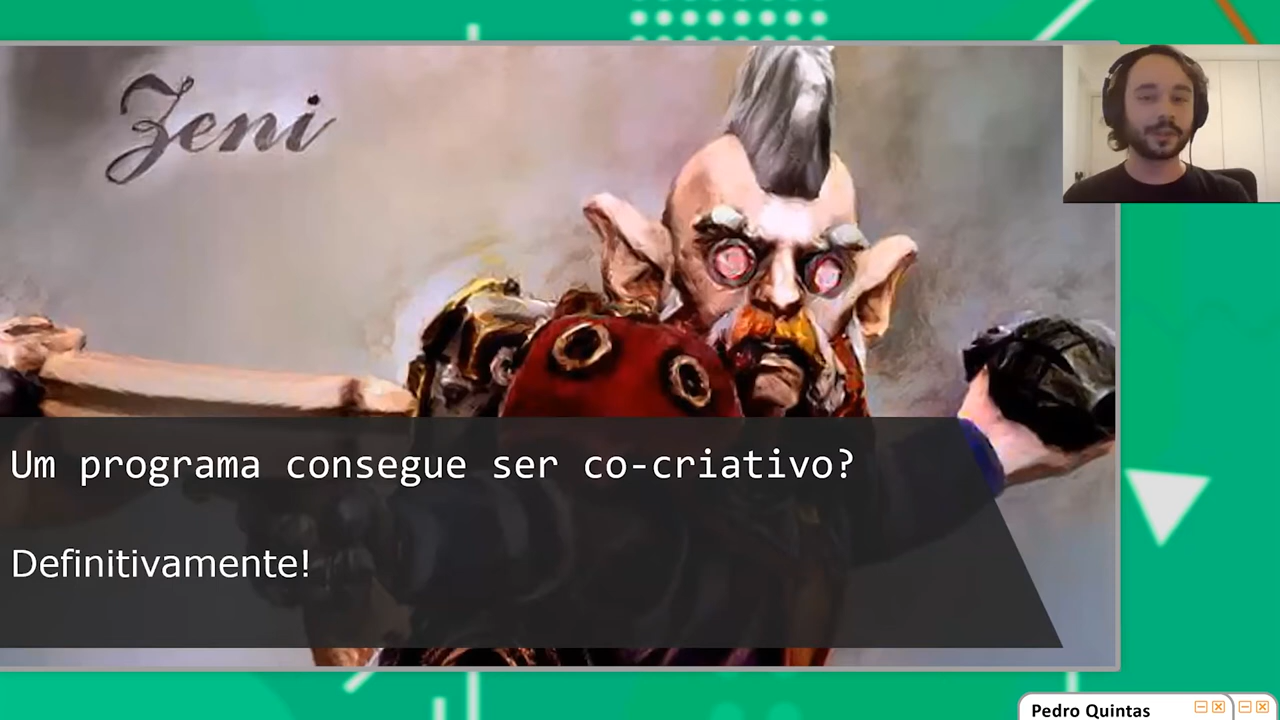 Zeni
Um programa consegue ser co-criativo?
Definitivamente!
Pedro Quintas